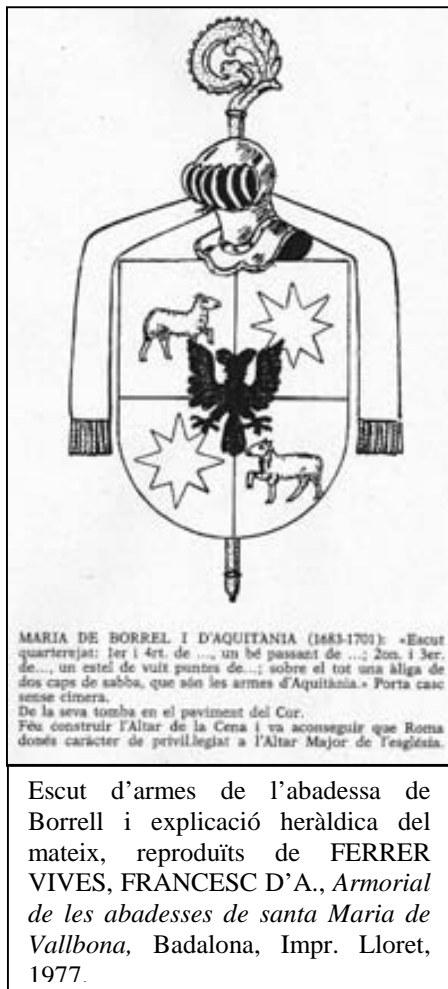 MARIA DE BORREL I D'AQUITANIA (1683-1701): «Escut
quarterejat: 1er i 4rt. de ..., un bé passant de ...; 2on. i 3er.
de..., un estel de vuit puntes de...; sobre el tot una àliga de
dos caps de sabba, que són les armes d'Aquitània.» Porta casc
sense cimera.
De la seva tomba en el paviment del Cor.
Féu construir l'Altar de la Cena i va aconseguir que Roma
donés caràcter de privil.legiat a l'Altar Major de l'església.
Escut d'armes de l'abadessa de
Borrell i explicació heràldica del
mateix, reproduïts de FERRER
VIVES, FRANCESC D'A., Armorial
de les abadesses de santa Maria de
Vallbona, Badalona, Impr. Lloret,
1977.